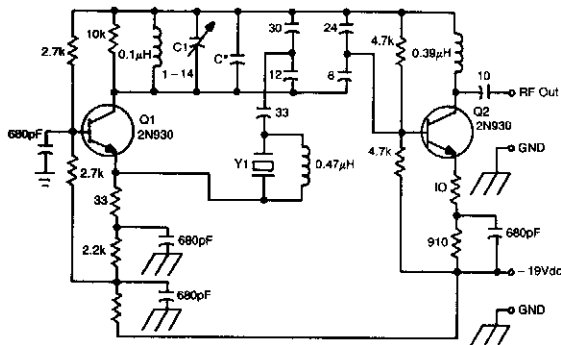 2.7k
10k
0.1µH
C1
1-14
C*
30
24
12
8
4.7k
0.39µH
10
RF Out
Q1
2N930
Q2
2N930
680pF
33
Y1
0.47µH
4.7k
GND
2.7k
33
IO
680pF
910
680pF
2.2k
-19Vdc
680pF
GND